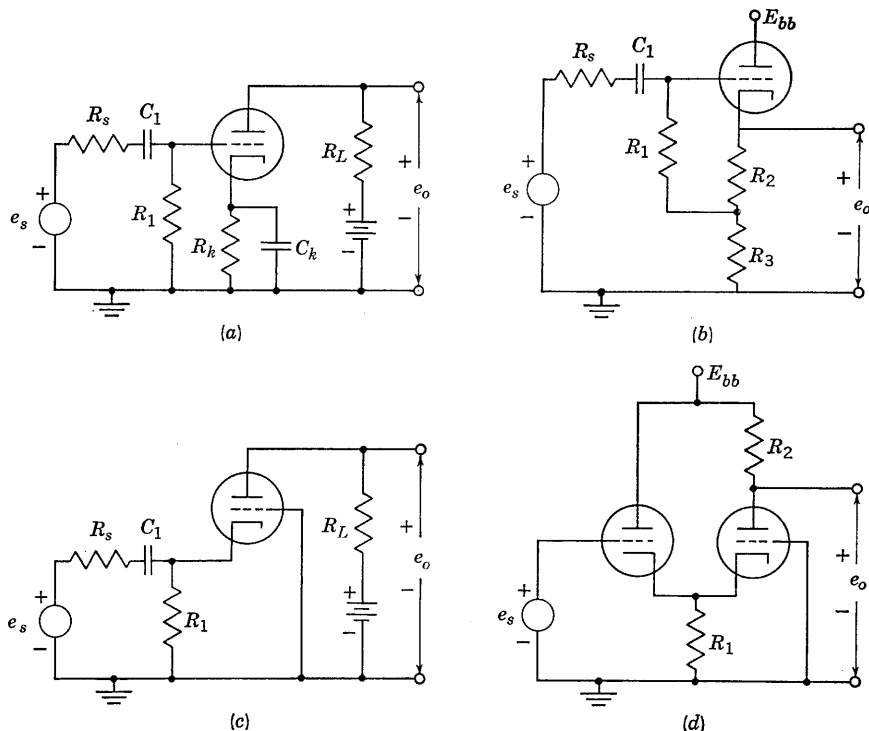 R_s
C_1
R_1
e_s
+
−
R_k
C_k
R_L
+
−
+
e_o
−
(a)
E_bb
R_s
C_1
R_1
R_2
R_3
e_s
+
−
+
e_o
−
(b)
R_s
C_1
R_1
e_s
+
−
R_L
+
−
+
e_o
−
(c)
E_bb
R_2
R_1
e_s
+
−
+
e_o
−
(d)